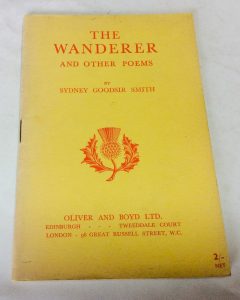 THE
WANDERER
AND OTHER POEMS
BY
SYDNEY GOODSIR SMITH
OLIVER AND BOYD LTD.
EDINBURGH . . . TWEEDDALE COURT
LONDON - 98 GREAT RUSSELL STREET, W.C.
2/-
NET